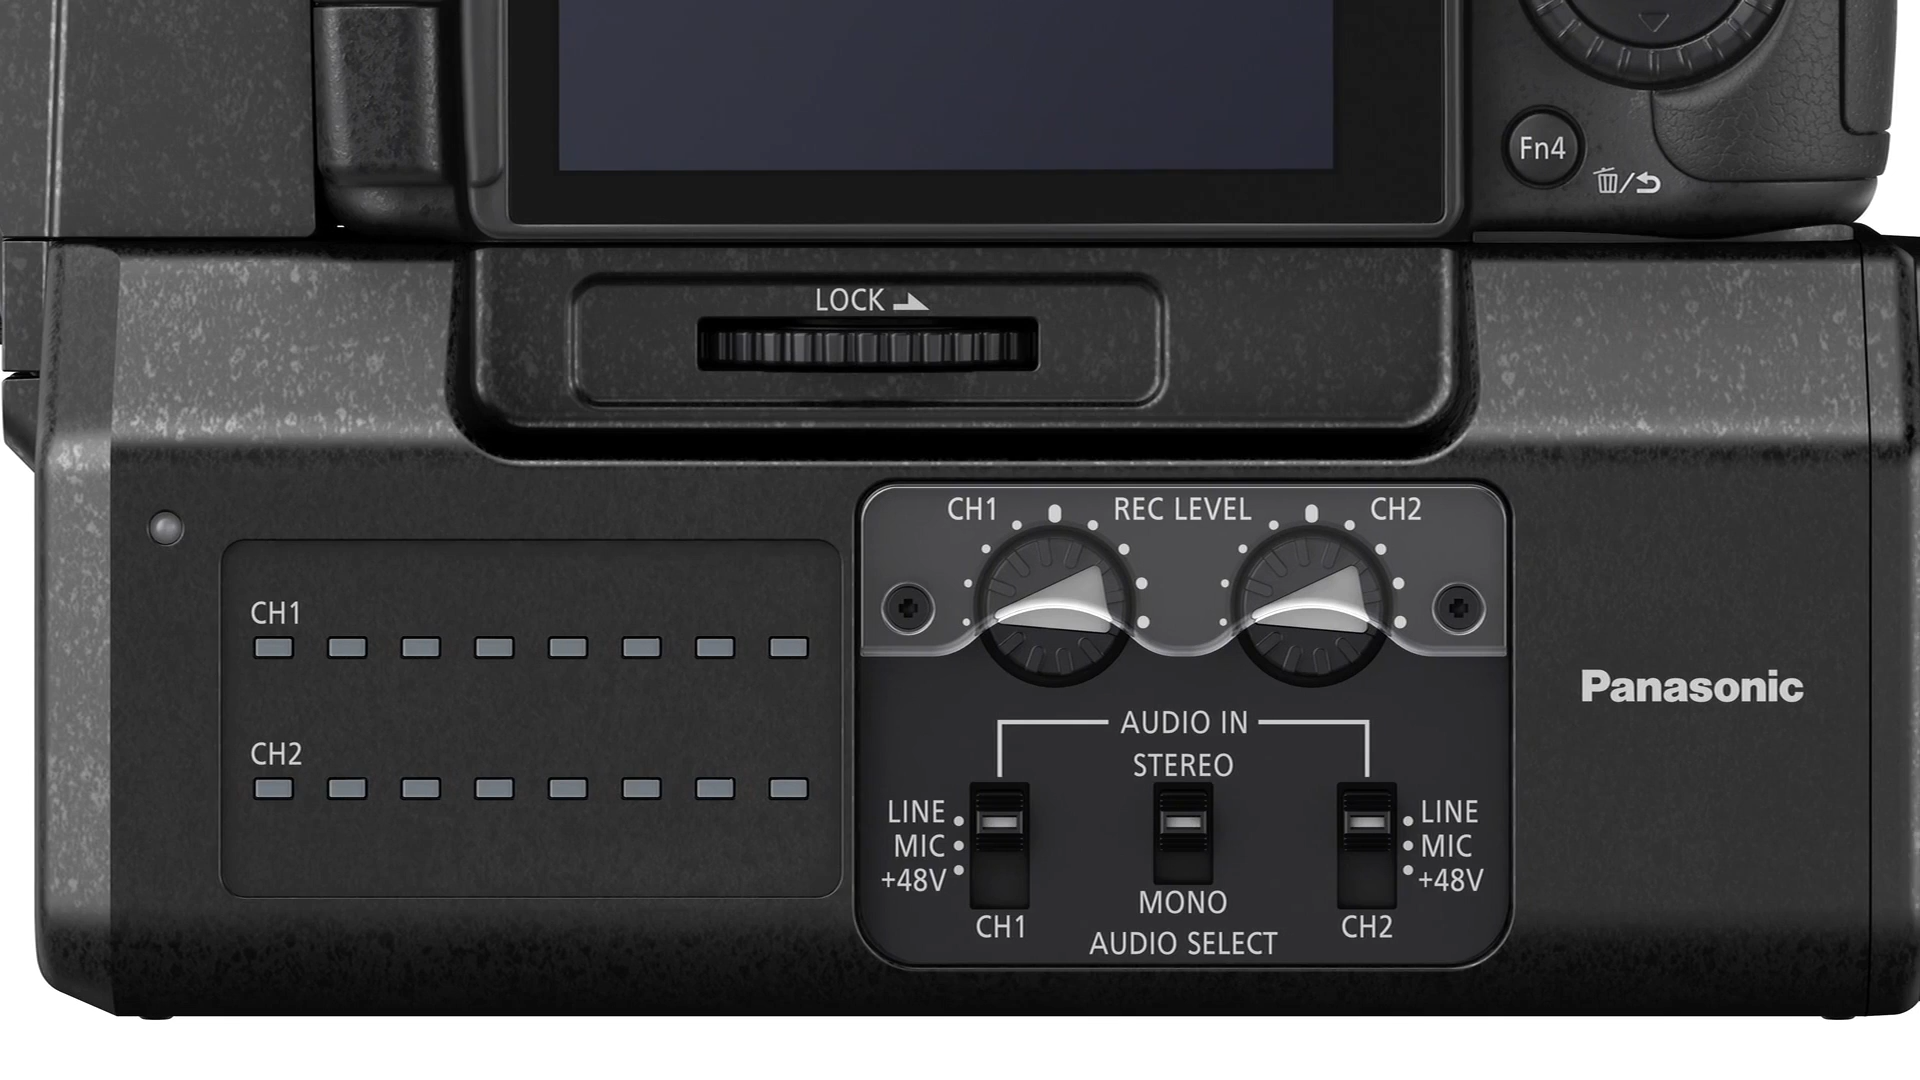 Fn4
LOCK
CH1 REC LEVEL CH2
CH1
Panasonic
AUDIO IN
CH2
STEREO
LINE LINE
MIC MIC
+48V +48V
MONO
CH1 CH2
AUDIO SELECT